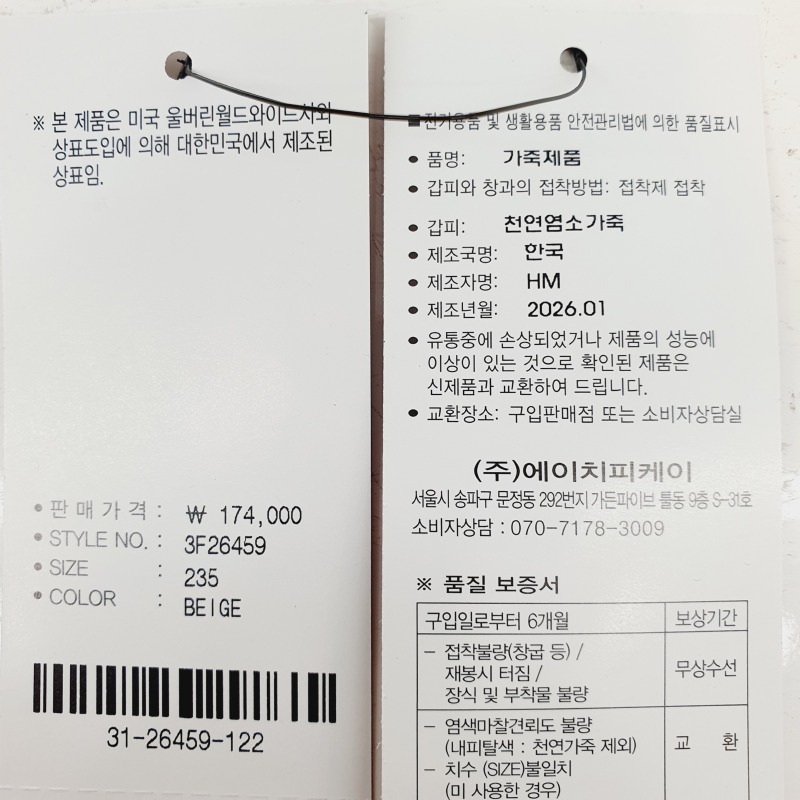 ※ 본 제품은 미국 울버린월드와이드사와
상표도입에 의해 대한민국에서 제조된
상표임.
● 판 매 가 격 : ₩ 174,000
● STYLE NO. : 3F26459
● SIZE : 235
● COLOR : BEIGE
31-26459-122
■ 전기용품 및 생활용품 안전관리법에 의한 품질표시
● 품명: 가죽제품
● 갑피와 창과의 접착방법: 접착제 접착
● 갑피: 천연염소가죽
● 제조국명: 한국
● 제조자명: HM
● 제조년월: 2026.01
● 유통중에 손상되었거나 제품의 성능에
이상이 있는 것으로 확인된 제품은
신제품과 교환하여 드립니다.
● 교환장소: 구입판매점 또는 소비자상담실
(주)에이치피케이
서울시 송파구 문정동 292번지 가든파이브 툴동 9층 S-31호
소비자상담 : 070-7178-3009
※ 품질 보증서
구입일로부터 6개월 보상기간
- 접착불량(창굽 등) /
재봉시 터짐 /
장식 및 부착물 불량
무상수선
- 염색마찰견뢰도 불량
(내피탈색 : 천연가죽 제외)
- 치수 (SIZE)불일치
(미 사용한 경우)
교 환